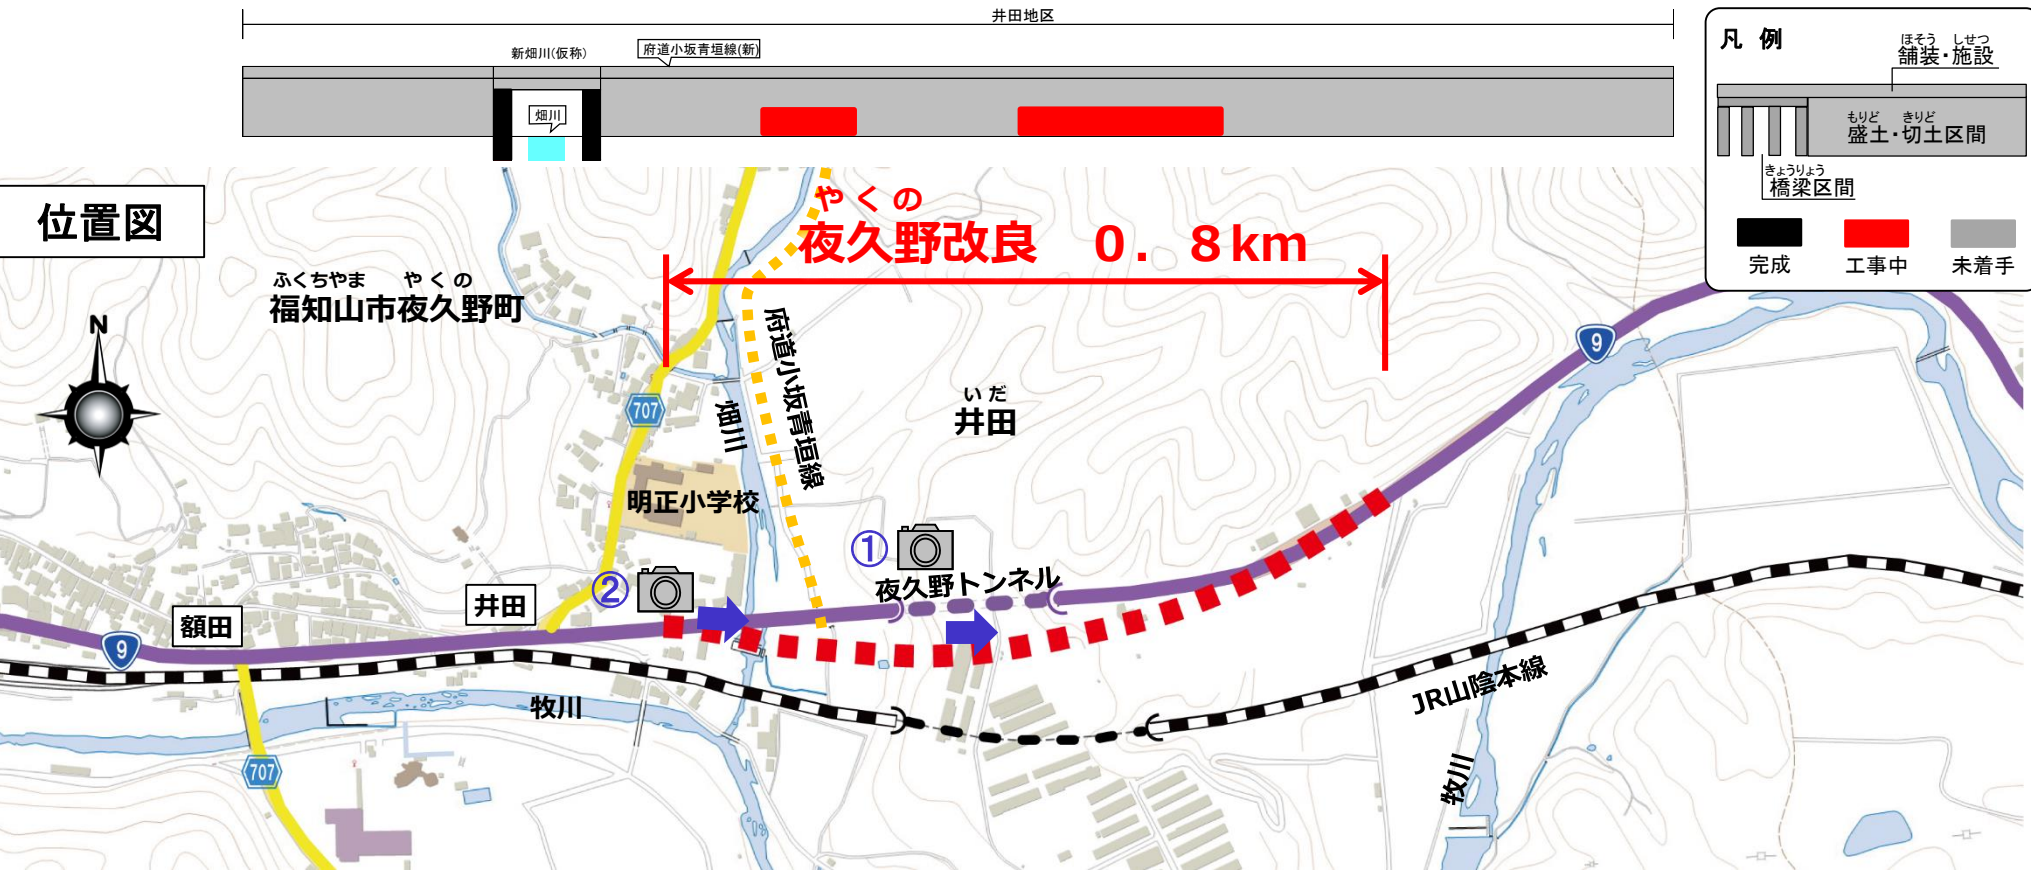 井田地区
新畑川(仮称)
府道小坂青垣線(新)
畑川
凡 例
ほそう しせつ
舗装・施設
もりど きりど
盛土・切土区間
きょうりょう
橋梁区間
完成
工事中
未着手
位置図
やくの
夜久野改良 0.8km
ふくちやま やくの
福知山市夜久野町
N
9
府道小坂青垣線
いだ
井田
707
畑川
明正小学校
①
夜久野トンネル
②
井田
額田
9
JR山陰本線
牧川
牧川
707